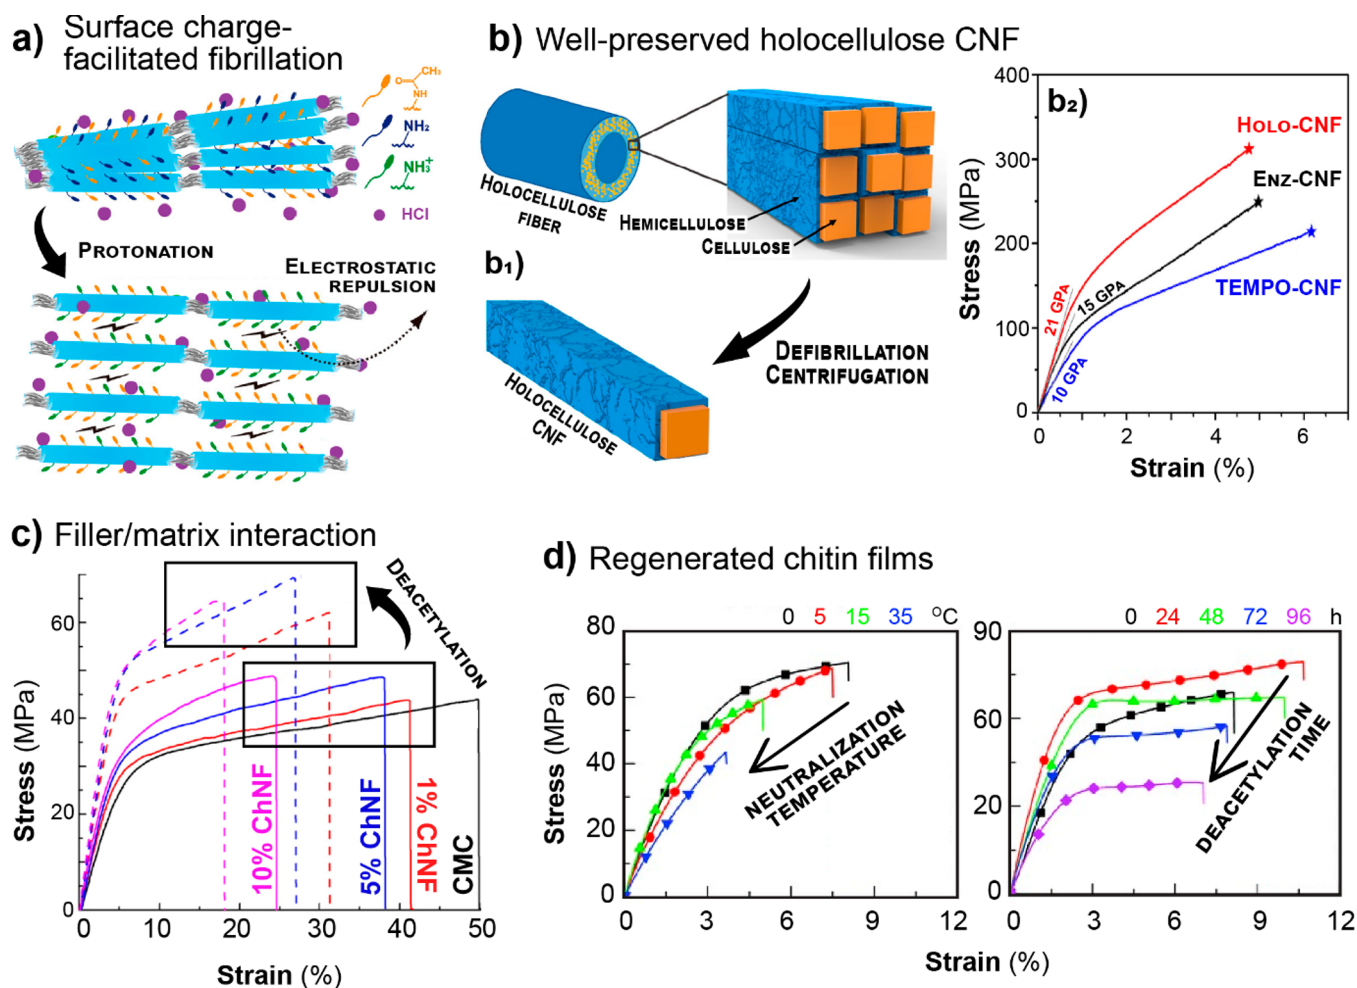 a) Surface charge-
facilitated fibrillation
CH₃
O
NH
NH₂
NH₃⁺
HCl
PROTONATION
ELECTROSTATIC
REPULSION
b) Well-preserved holocellulose CNF
HOLOCELLULOSE
FIBER
HEMICELLULOSE
CELLULOSE
b₁)
HOLOCELLULOSE
CNF
DEFIBRILLATION
CENTRIFUGATION
b₂)
400
300
200
100
0
Stress (MPa)
HOLO-CNF
ENZ-CNF
TEMPO-CNF
21 GPA
15 GPA
10 GPA
0 2 4 6
Strain (%)
c) Filler/matrix interaction
DEACETYLATION
60
40
20
0
Stress (MPa)
10% ChNF
5% ChNF
1% ChNF
CMC
0 10 20 30 40 50
Strain (%)
d) Regenerated chitin films
0 5 15 35 ºC
80
60
40
20
0
Stress (MPa)
NEUTRALIZATION
TEMPERATURE
0 3 6 9 12
0 24 48 72 96 h
90
60
20
0
DEACETYLATION
TIME
0 3 6 9 12
Strain (%)